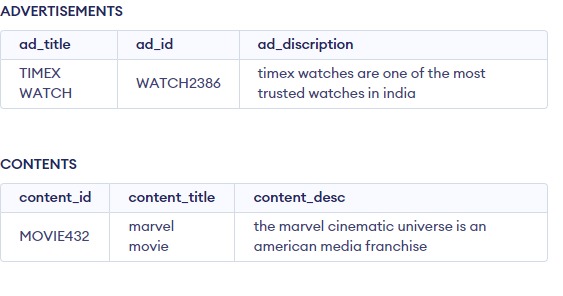 ADVERTISEMENTS
ad_title ad_id ad_discription
TIMEX WATCH WATCH2386 timex watches are one of the most trusted watches in india
CONTENTS
content_id content_title content_desc
MOVIE432 marvel movie the marvel cinematic universe is an american media franchise